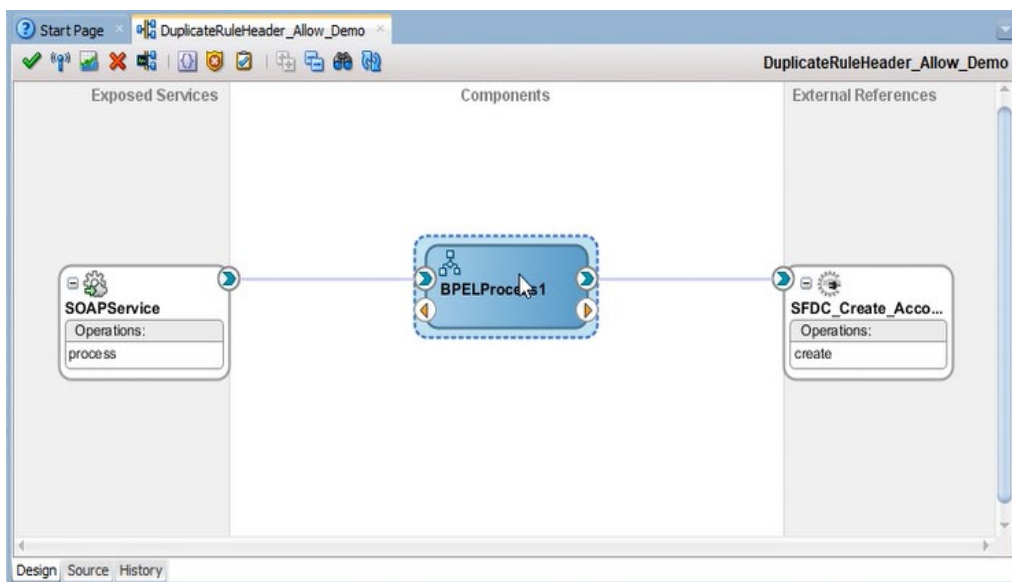 Start Page
DuplicateRuleHeader_Allow_Demo
DuplicateRuleHeader_Allow_Demo
Exposed Services
Components
External References
SOAPService
Operations:
process
BPELProcess1
SFDC_Create_Acco...
Operations:
create
Design Source History